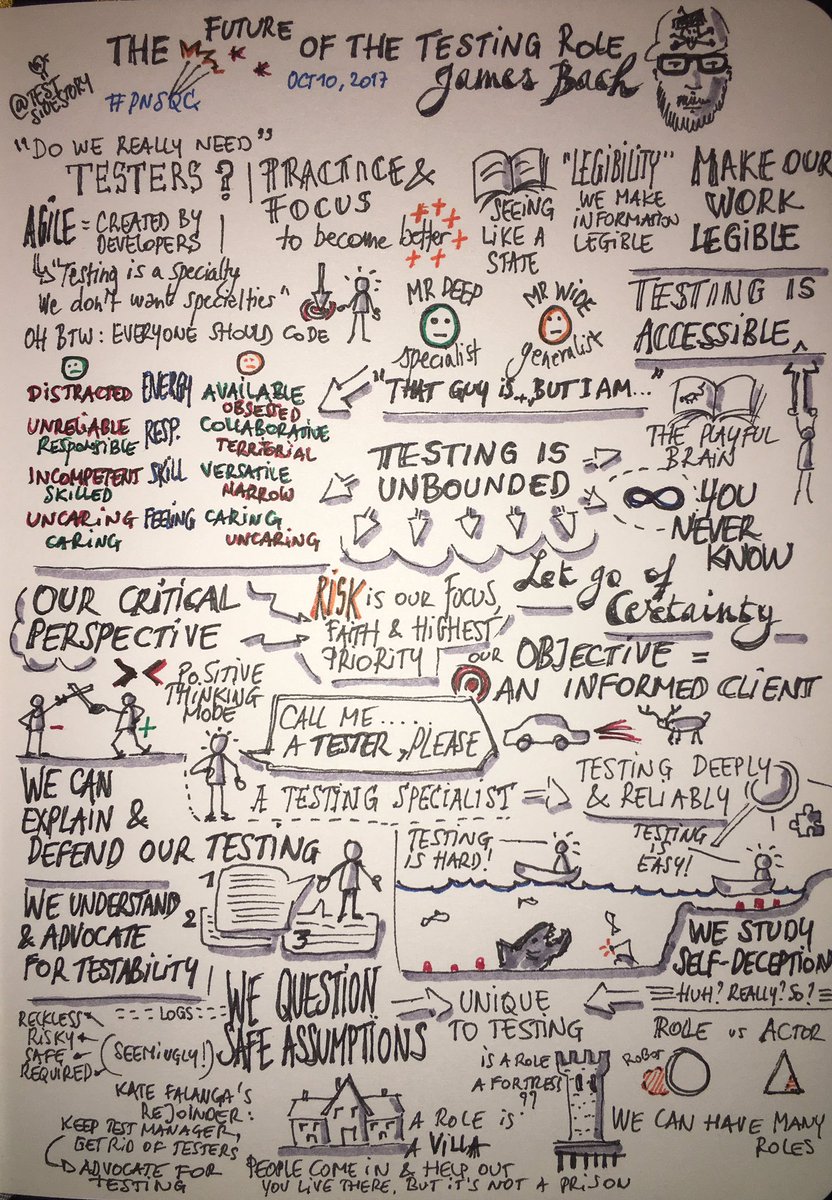 THE FUTURE OF THE TESTING ROLE
@TEST
SIDESTORY
#PNSQC
OCT 10, 2017
James Bach
"DO WE REALLY NEED"
TESTERS?
AGILE = CREATED BY
DEVELOPERS
"Testing is a specialty
We don't want specialties"
OH BTW: EVERYONE SHOULD CODE
PRACTICE &
FOCUS
to become better
SEEING
LIKE A
STATE
"LEGIBILITY"
WE MAKE
INFORMATION
LEGIBLE
MAKE OUR
WORK
LEGIBLE
MR DEEP
specialist
MR WIDE
generalist
"THAT GUY IS... BUT I AM..."
TESTING IS
ACCESSIBLE
DISTRACTED ENERGY AVAILABLE
OBSESSED
UNRELIABLE RESP. COLLABORATIVE
RESPONSIBLE TERRITORIAL
INCOMPETENT SKILL VERSATILE
SKILLED NARROW
UNCARING FEELING CARING
CARING UNCARING
TESTING IS
UNBOUNDED
THE PLAYFUL
BRAIN
YOU
NEVER
KNOW
OUR CRITICAL
PERSPECTIVE
RISK IS OUR FOCUS,
FAITH & HIGHEST
PRIORITY
Let go of
Certainty
POSITIVE
THINKING
MODE
- +
OUR OBJECTIVE =
AN INFORMED CLIENT
CALL ME.....
A TESTER, PLEASE
A TESTING SPECIALIST
TESTING DEEPLY
& RELIABLY
WE CAN
EXPLAIN &
DEFEND OUR TESTING
1
2
3
TESTING
IS HARD!
TESTING
IS
EASY!
WE UNDERSTAND
& ADVOCATE
FOR TESTABILITY
WE STUDY
SELF-DECEPTION
HUH? REALLY? SO?
LOGS
WE QUESTION
SAFE ASSUMPTIONS
UNIQUE
TO TESTING
RECKLESS
RISKY
SAFE
REQUIRED
(SEEMINGLY!)
KATE FALANGA'S
REJOINDER:
KEEP TEST MANAGER,
GET RID OF TESTERS
ADVOCATE FOR
TESTING
A ROLE IS
A VILLA
PEOPLE COME IN & HELP OUT
YOU LIVE THERE, BUT IT'S NOT A PRISON
IS A ROLE
A FORTRESS
??
ROLE VS ACTOR
ROBOT
WE CAN HAVE MANY
ROLES